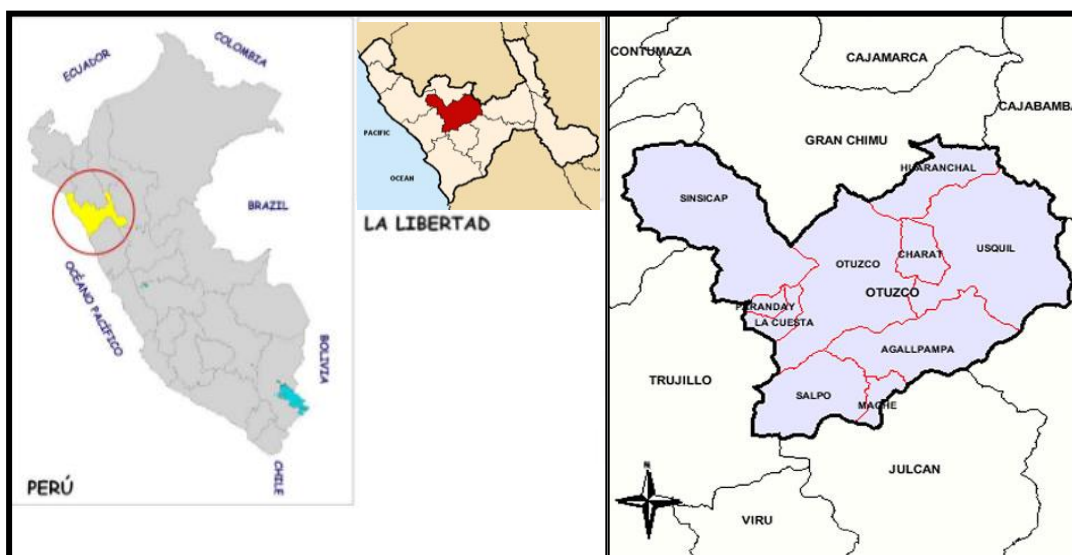 ECUADOR
COLOMBIA
BRAZIL
OCÉANO PACÍFICO
BOLIVIA
CHILE
PERÚ
PACIFIC
OCEAN
LA LIBERTAD
CONTUMAZA
CAJAMARCA
CAJABAMBA
GRAN CHIMU
HUARANCHAL
SINSICAP
USQUIL
CHARAT
OTUZCO
OTUZCO
PARANDAY
LA CUESTA
AGALLPAMPA
TRUJILLO
SALPO
MACHE
JULCAN
VIRU
N